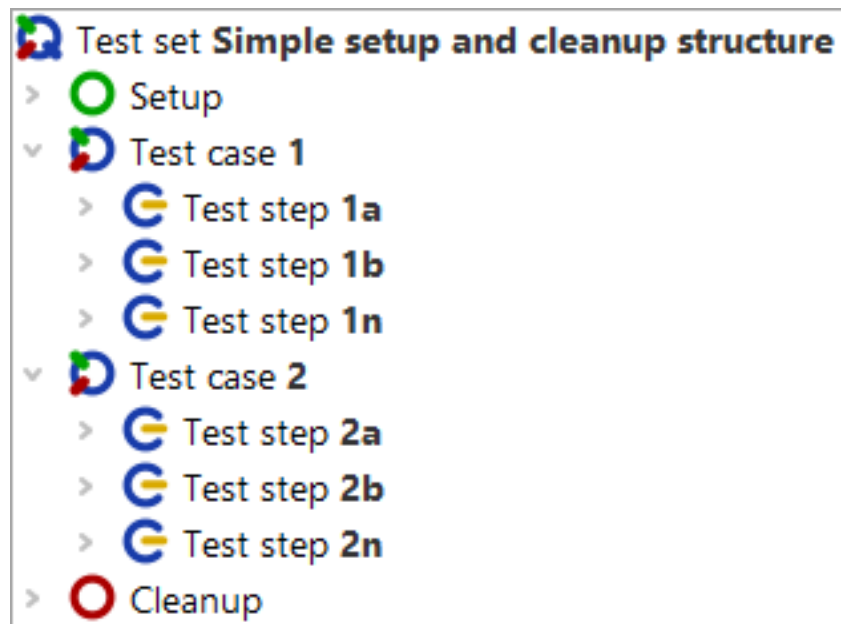 Test set Simple setup and cleanup structure
Setup
Test case 1
Test step 1a
Test step 1b
Test step 1n
Test case 2
Test step 2a
Test step 2b
Test step 2n
Cleanup